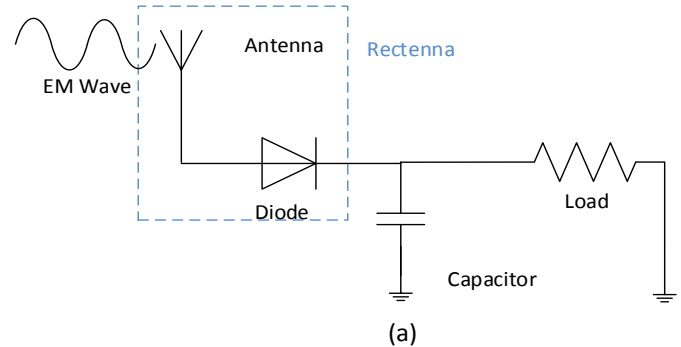 Antenna
Rectenna
EM Wave
Diode
Load
Capacitor
(a)